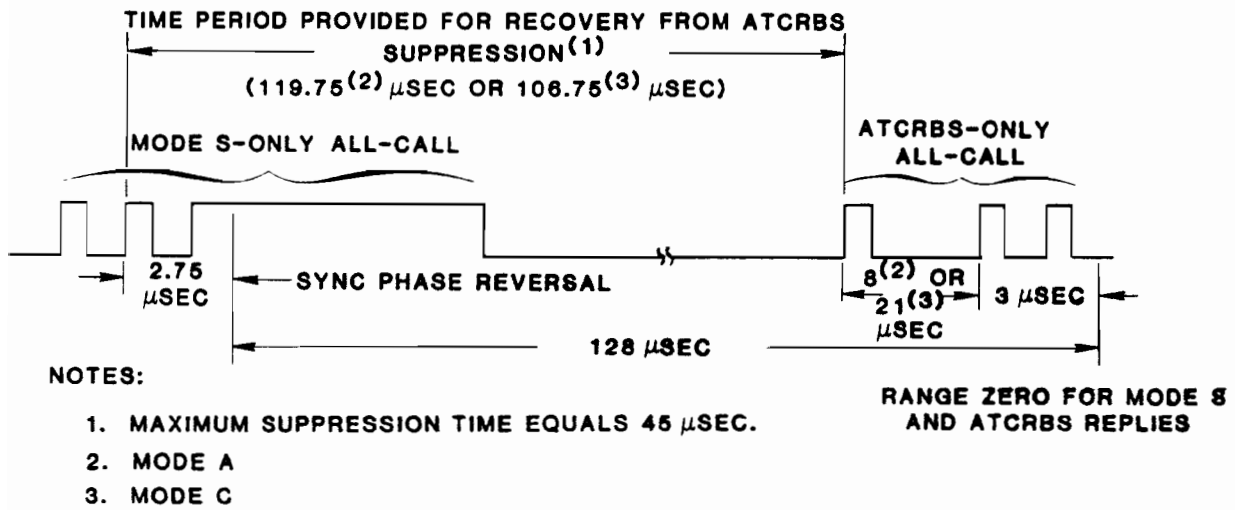 TIME PERIOD PROVIDED FOR RECOVERY FROM ATCRBS
SUPPRESSION(1)
(119.75(2) μSEC OR 106.75(3) μSEC)
MODE S-ONLY ALL-CALL
ATCRBS-ONLY
ALL-CALL
2.75
μSEC
SYNC PHASE REVERSAL
8(2) OR
21(3)
μSEC
3 μSEC
128 μSEC
NOTES:
1. MAXIMUM SUPPRESSION TIME EQUALS 45 μSEC.
2. MODE A
3. MODE C
RANGE ZERO FOR MODE S
AND ATCRBS REPLIES